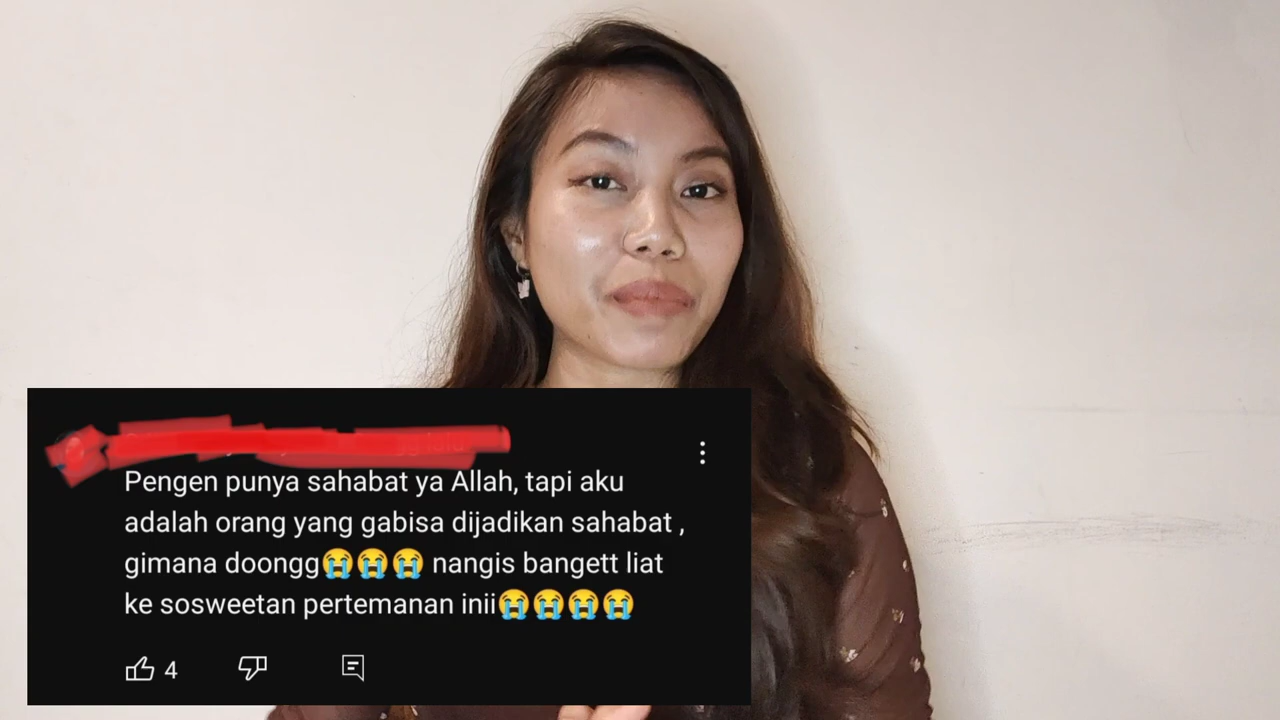 Pengen punya sahabat ya Allah, tapi aku
adalah orang yang gabisa dijadikan sahabat ,
gimana doongg😭😭😭 nangis bangett liat
ke sosweetan pertemanan inii😭😭😭😭
4